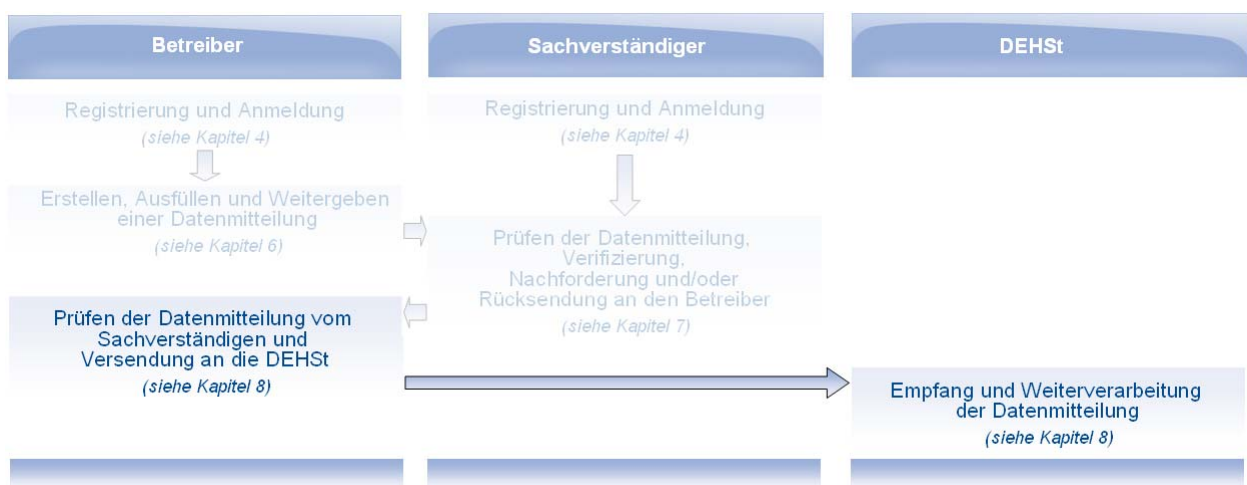 Betreiber
Sachverständiger
DEHSt
Registrierung und Anmeldung
(siehe Kapitel 4)
Registrierung und Anmeldung
(siehe Kapitel 4)
Erstellen, Ausfüllen und Weitergeben
einer Datenmitteilung
(siehe Kapitel 6)
Prüfen der Datenmitteilung,
Verifizierung,
Nachforderung und/oder
Rücksendung an den Betreiber
(siehe Kapitel 7)
Prüfen der Datenmitteilung vom
Sachverständigen und
Versendung an die DEHSt
(siehe Kapitel 8)
Empfang und Weiterverarbeitung
der Datenmitteilung
(siehe Kapitel 8)